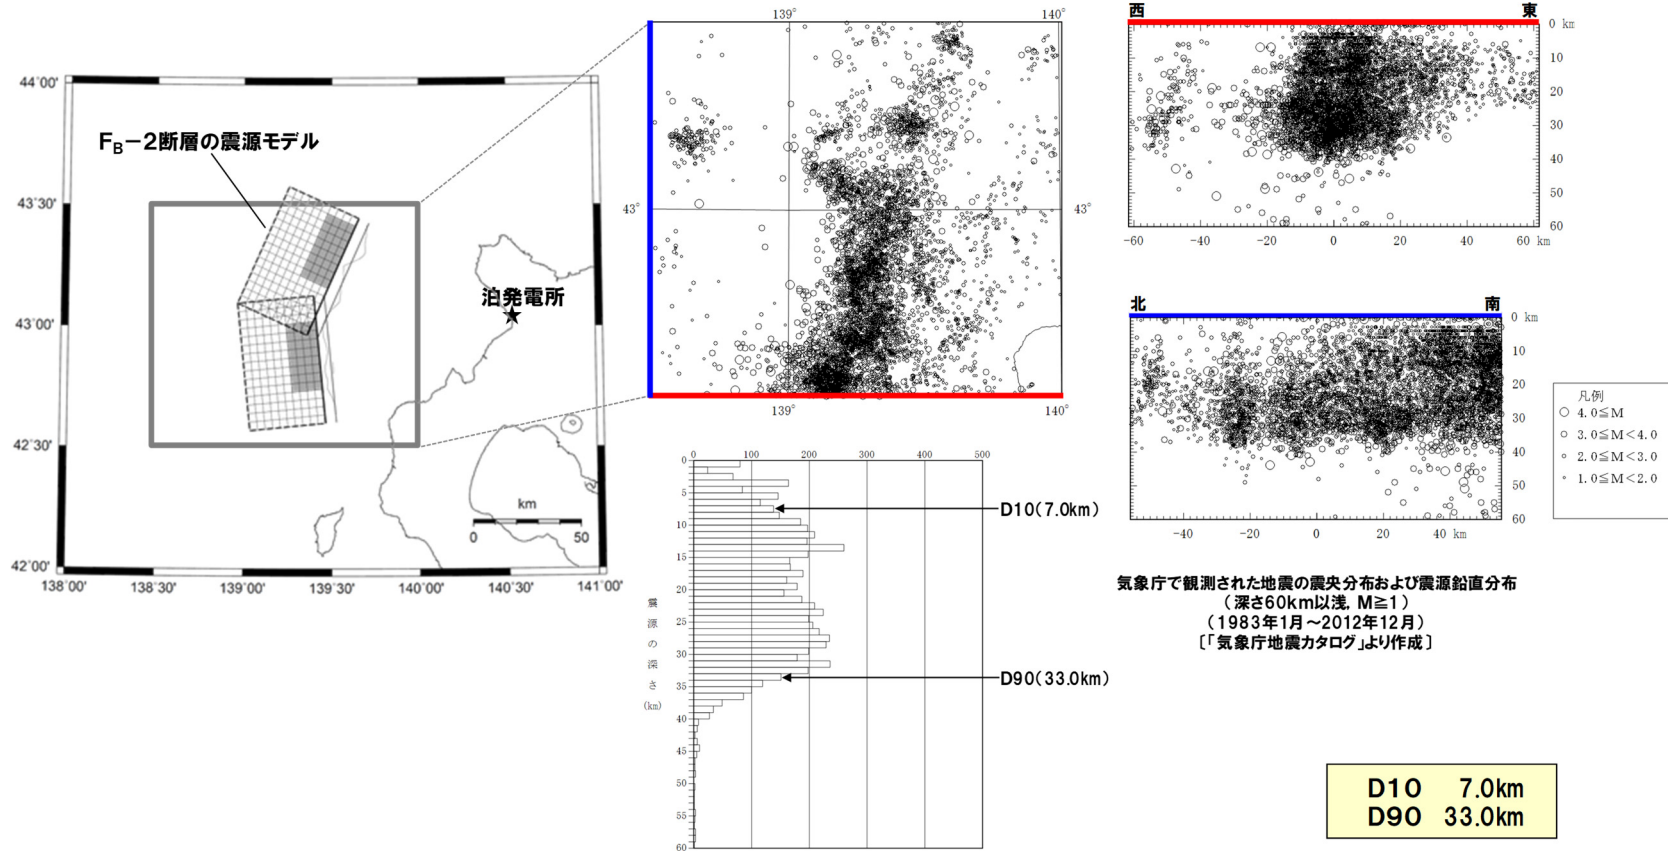 44°00'
43°30'
43°00'
42°30'
42°00'
138°00'
138°30'
139°00'
139°30'
140°00'
140°30'
141°00'
FB−2断層の震源モデル
泊発電所
km
0
50
139°
140°
43°
43°
139°
140°
西
東
0 km
10
20
30
40
50
60
-60
-40
-20
0
20
40
60 km
北
南
0 km
10
20
30
40
50
60
-40
-20
0
20
40 km
凡例
4.0≦M
3.0≦M<4.0
2.0≦M<3.0
1.0≦M<2.0
0
100
200
300
400
500
0
5
10
15
20
25
30
35
40
45
50
55
60
震源の深さ(km)
D10(7.0km)
D90(33.0km)
気象庁で観測された地震の震央分布および震源鉛直分布
(深さ60km以浅, M≧1)
(1983年1月~2012年12月)
〔「気象庁地震カタログ」より作成〕
D10 7.0km
D90 33.0km